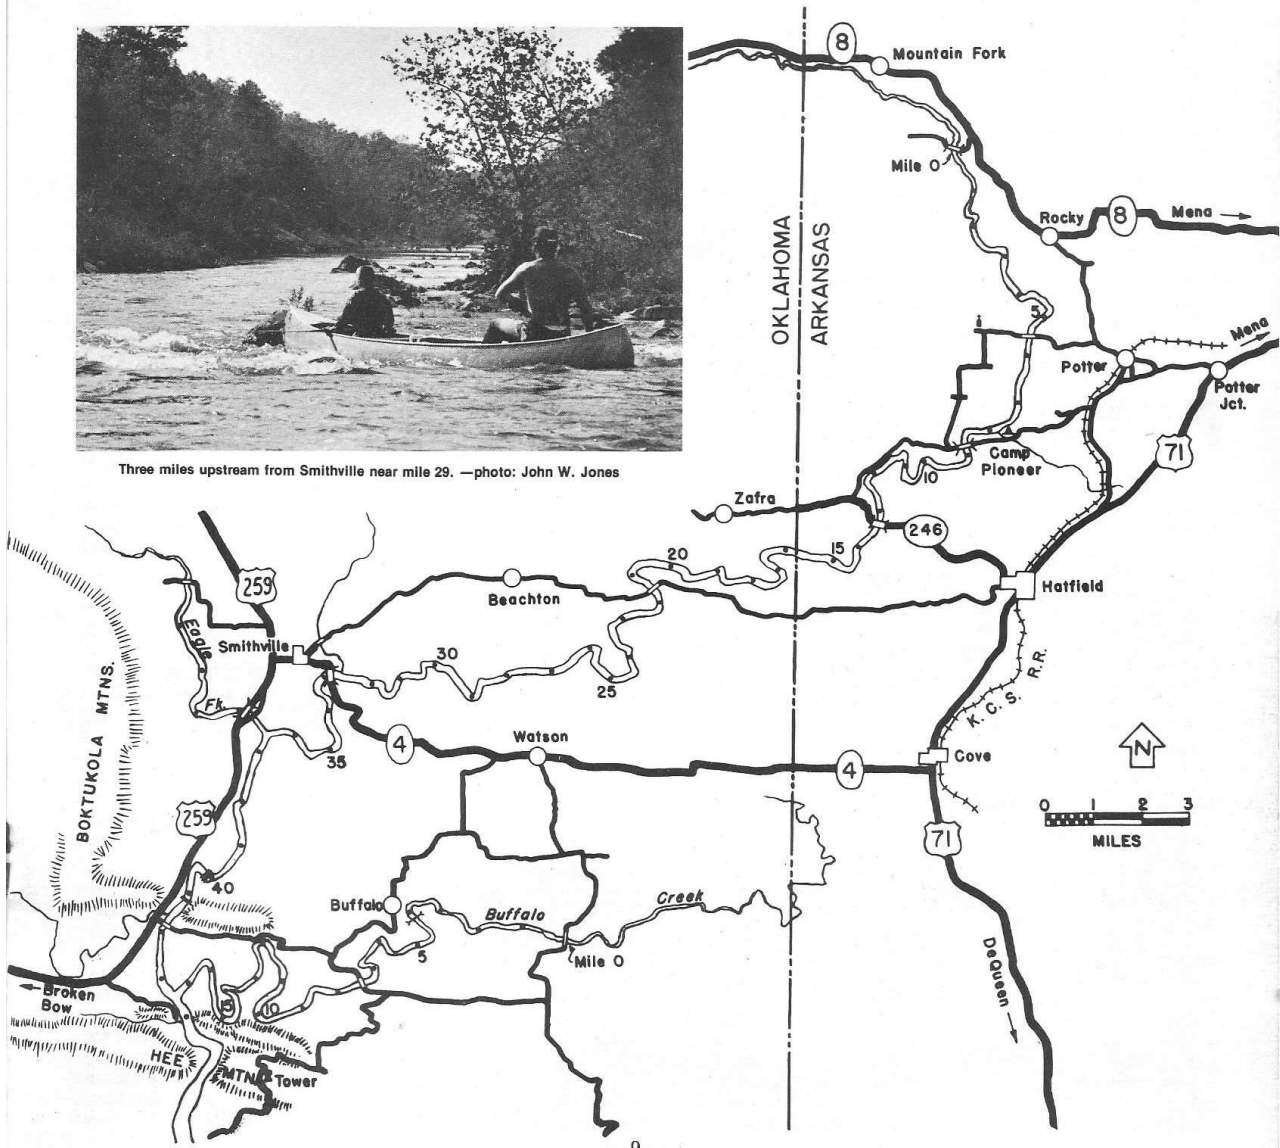 8
Mountain Fork
Mile 0
Rocky
8
Mena
OKLAHOMA
ARKANSAS
5
Mena
Potter
Potter
Jct.
71
Three miles upstream from Smithville near mile 29. —photo: John W. Jones
Camp
Pioneer
10
Zafra
246
15
20
259
Beachton
Hatfield
Eagle
Smithville
30
25
K. C. S. R.R.
BOKTUKOLA MTNS.
Fk.
35
4
Watson
4
Cove
N
0 1 2 3
MILES
259
71
40
Buffalo
Buffalo Creek
5
Mile 0
DeQueen
Broken
Bow
15
10
HEE
MTN.
Tower
9